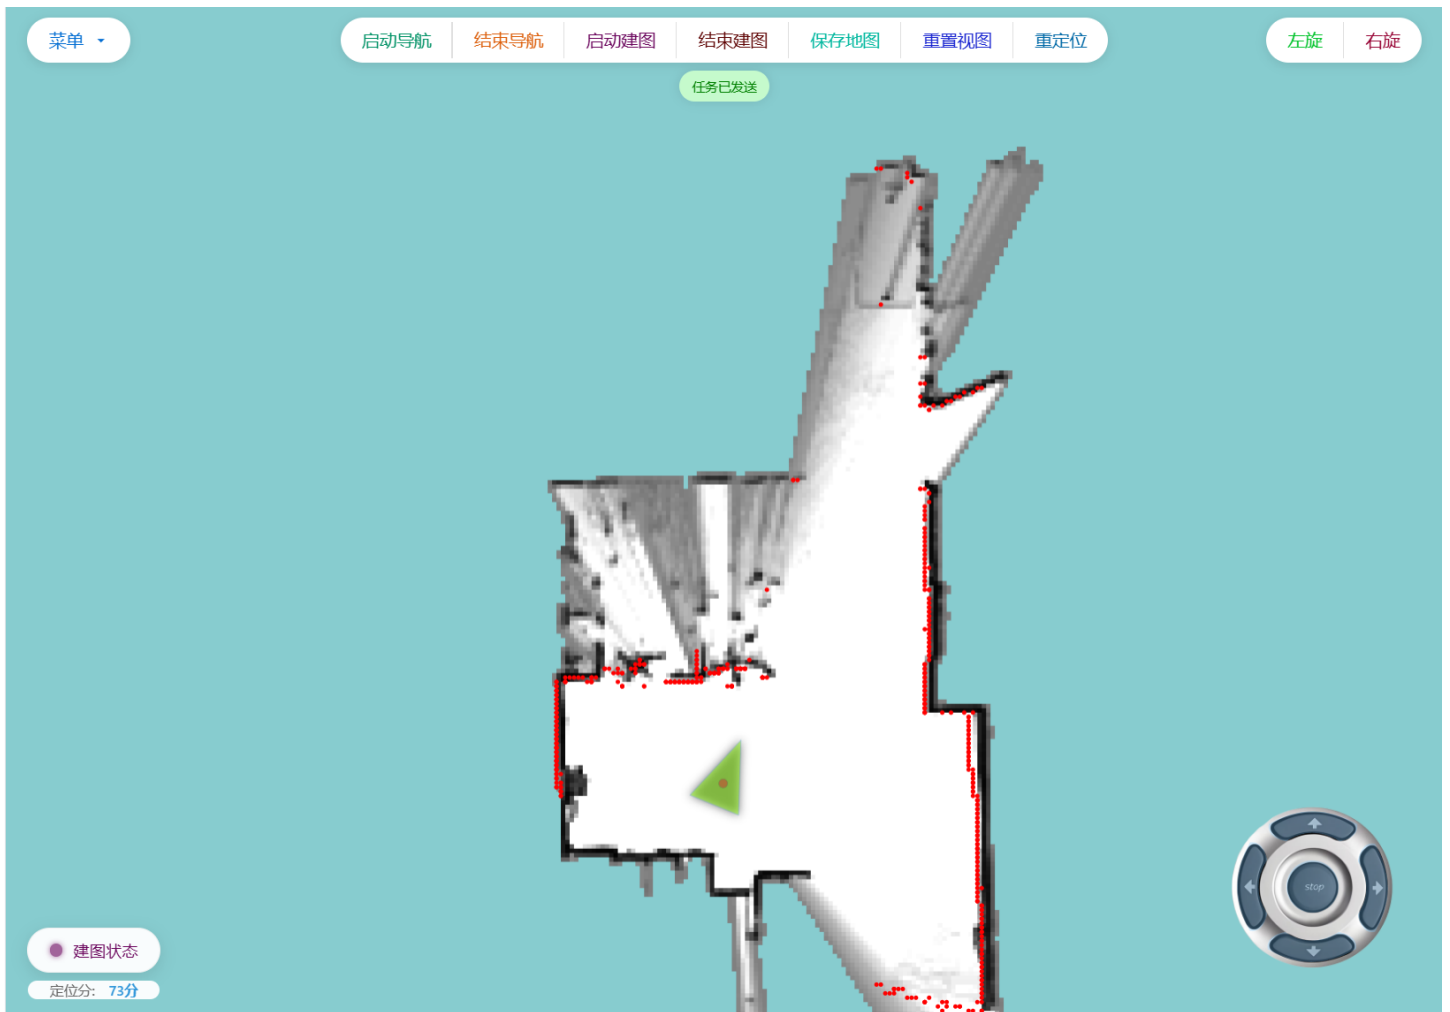 菜单
启动导航 结束导航 启动建图 结束建图 保存地图 重置视图 重定位
左旋 右旋
任务已发送
stop
建图状态
定位分: 73分